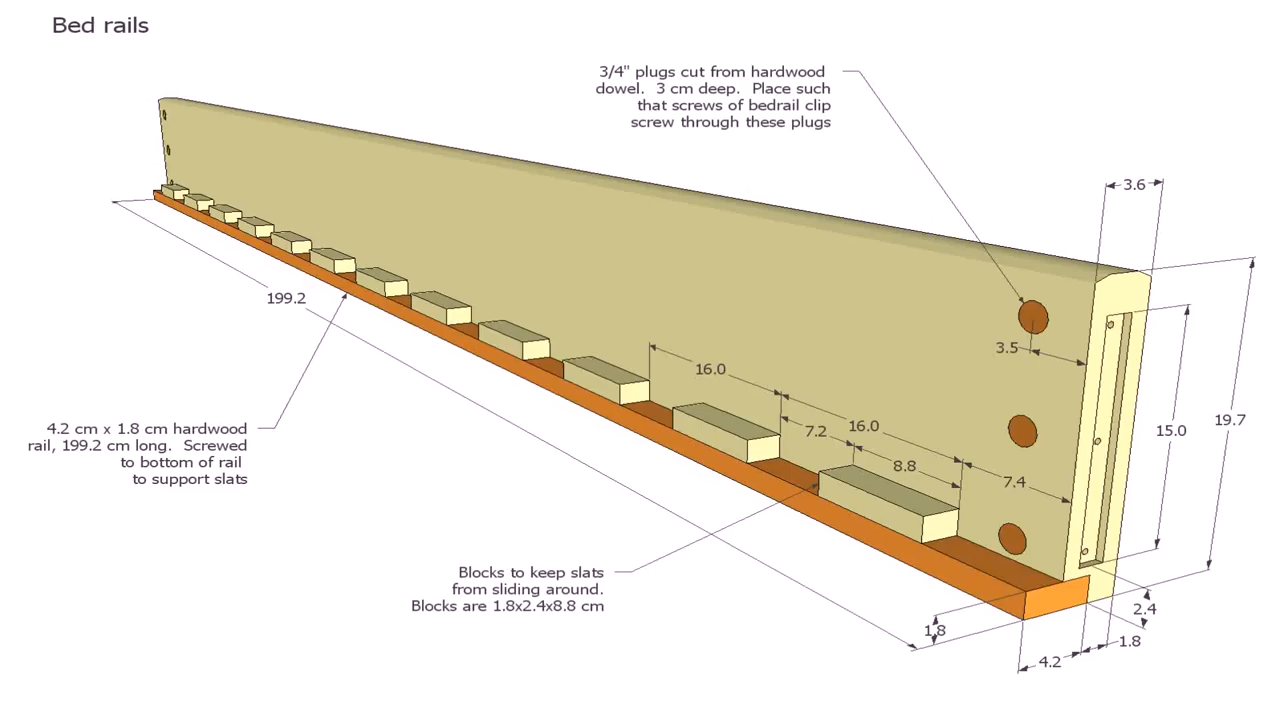 Bed rails
3/4" plugs cut from hardwood
dowel. 3 cm deep. Place such
that screws of bedrail clip
screw through these plugs
3.6
199.2
3.5
16.0
19.7
15.0
7.2
16.0
8.8
7.4
4.2 cm x 1.8 cm hardwood
rail, 199.2 cm long. Screwed
to bottom of rail
to support slats
Blocks to keep slats
from sliding around.
Blocks are 1.8x2.4x8.8 cm
2.4
1.8
1.8
4.2